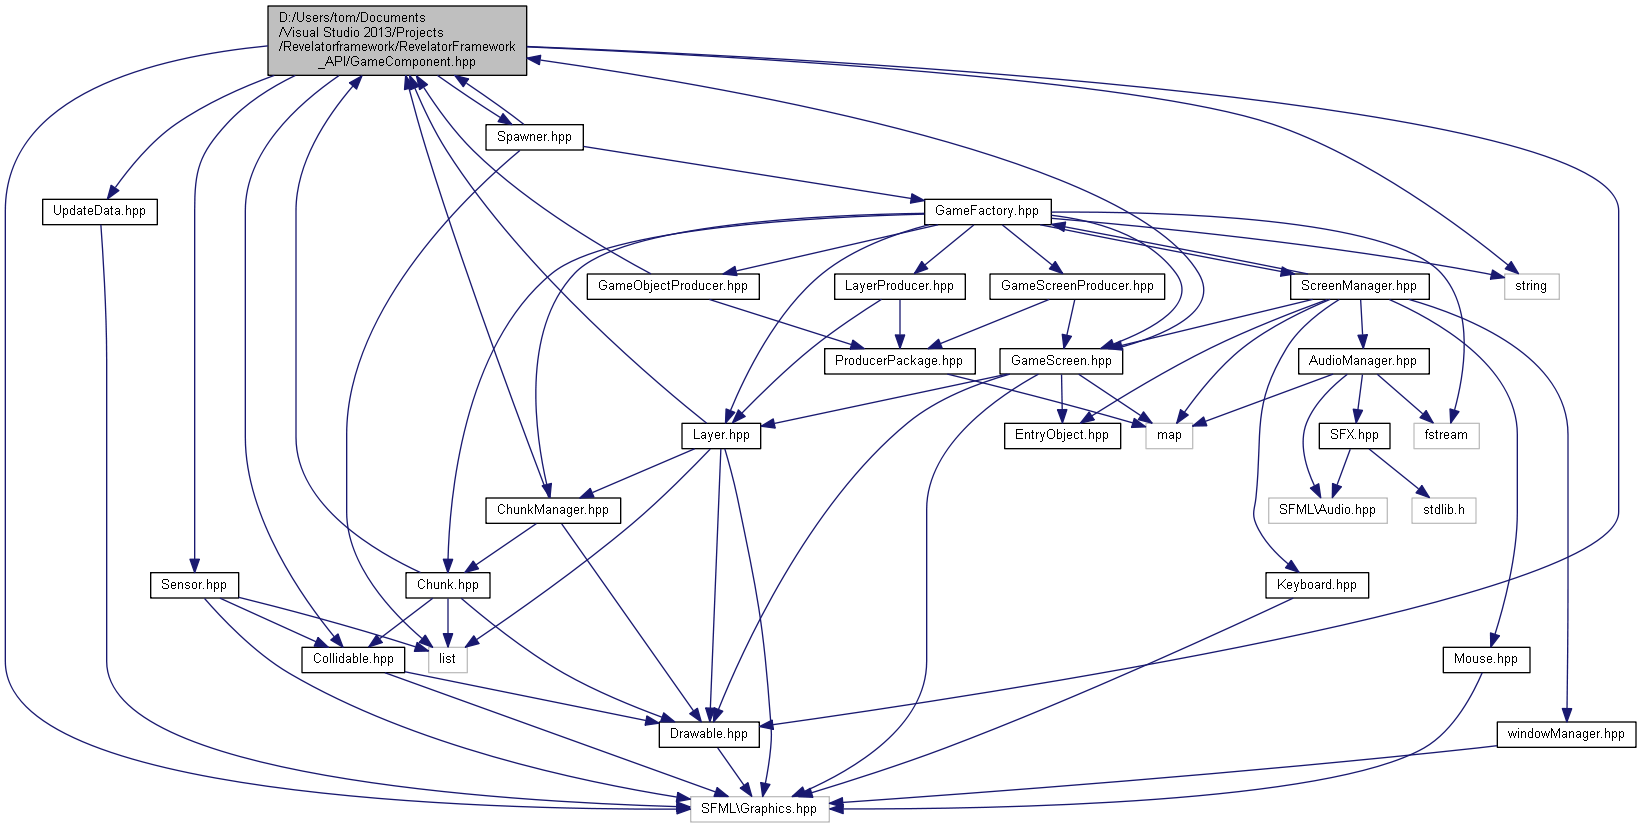 D:/Users/tom/Documents
/Visual Studio 2013/Projects
/Revelatorframework/RevelatorFramework
_API/GameComponent.hpp
Spawner.hpp
UpdateData.hpp
GameFactory.hpp
GameObjectProducer.hpp
LayerProducer.hpp
GameScreenProducer.hpp
ScreenManager.hpp
string
ProducerPackage.hpp
GameScreen.hpp
AudioManager.hpp
Layer.hpp
EntryObject.hpp
map
SFX.hpp
fstream
ChunkManager.hpp
SFML\Audio.hpp
stdlib.h
Sensor.hpp
Chunk.hpp
Keyboard.hpp
Collidable.hpp
list
Mouse.hpp
Drawable.hpp
windowManager.hpp
SFML\Graphics.hpp